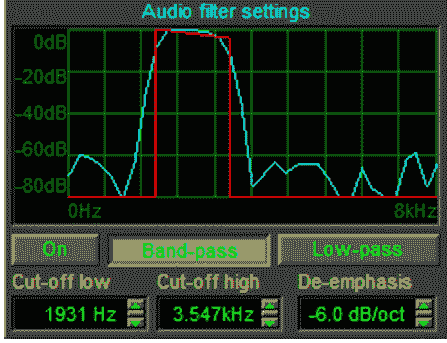 Audio filter settings
0dB
-20dB
-40dB
-60dB
-80dB
0Hz 8kHz
On Band-pass Low-pass
Cut-off low Cut-off high De-emphasis
1931 Hz 3.547kHz -6.0 dB/oct